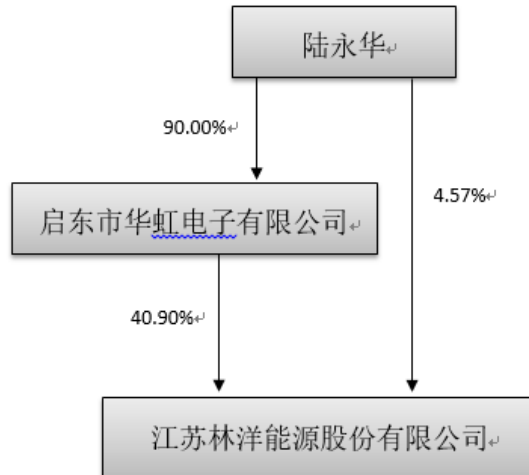 陆永华
90.00%
4.57%
启东市华虹电子有限公司
40.90%
江苏林洋能源股份有限公司